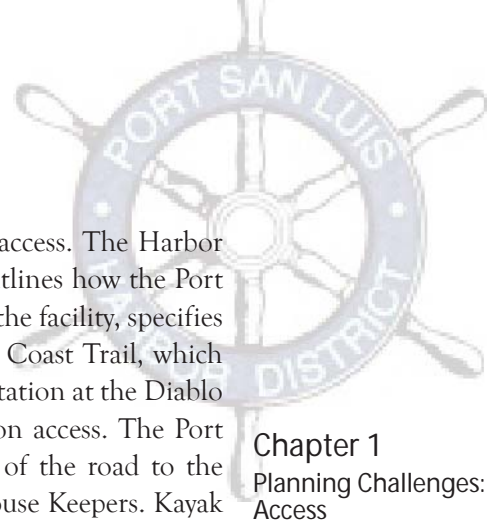 PORT SAN LUIS
HARBOR DISTRICT
access. The Harbor
tlines how the Port
the facility, specifies
Coast Trail, which
tation at the Diablo
on access. The Port
of the road to the
ouse Keepers. Kayak
Chapter 1
Planning Challenges:
Access